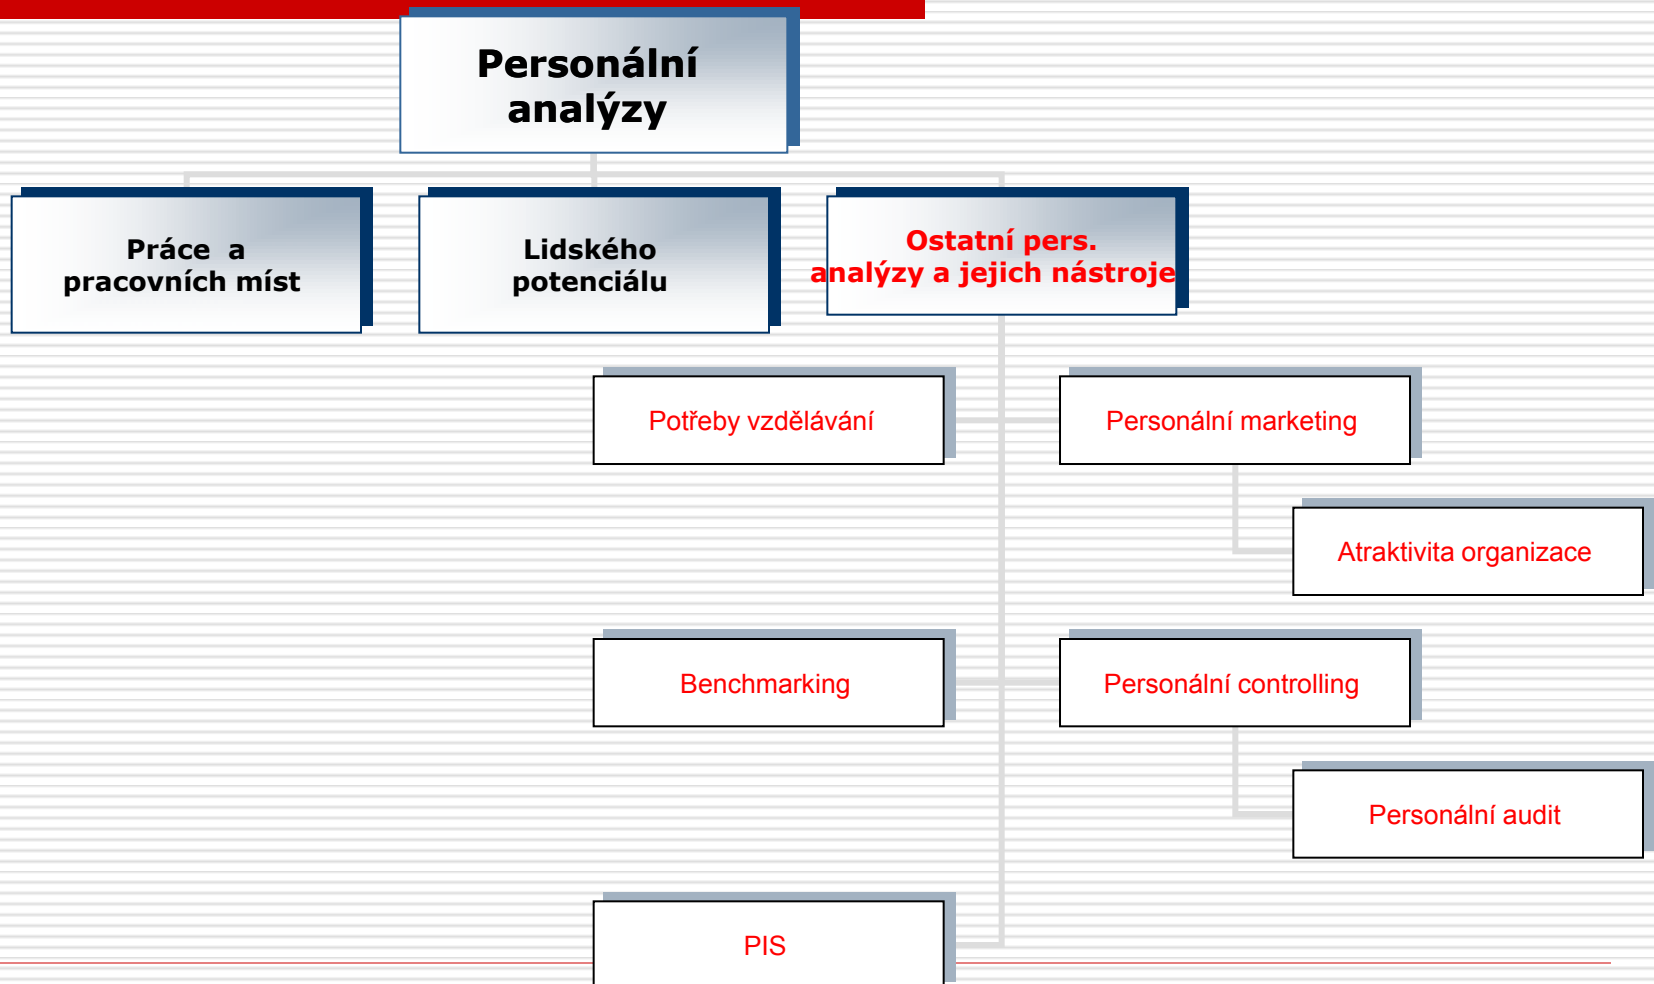 Personální
analýzy
Práce a
pracovních míst
Lidského
potenciálu
Ostatní pers.
analýzy a jejich nástroje
Potřeby vzdělávání
Personální marketing
Atraktivita organizace
Benchmarking
Personální controlling
Personální audit
PIS